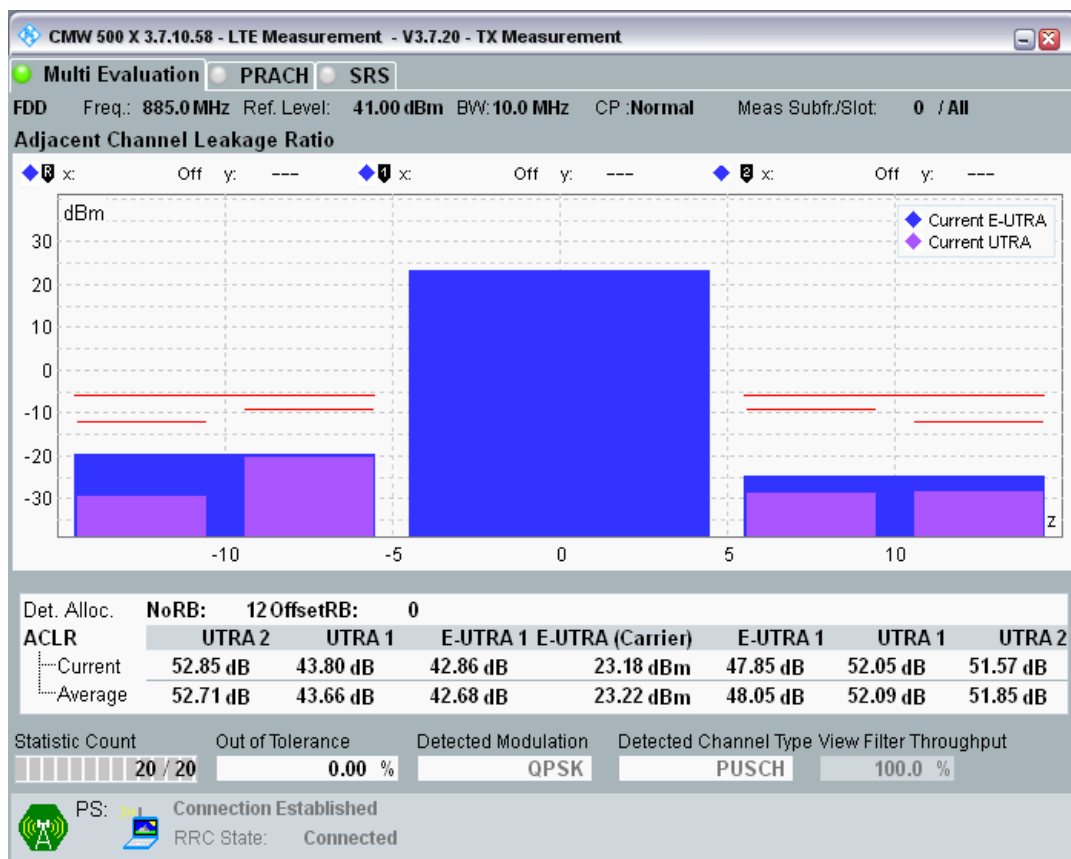 CMW 500 X 3.7.10.58 - LTE Measurement - V3.7.20 - TX Measurement
Multi Evaluation PRACH SRS
FDD Freq.: 885.0 MHz Ref. Level: 41.00 dBm BW: 10.0 MHz CP :Normal Meas Subfr./Slot: 0 / All
Adjacent Channel Leakage Ratio
R x: Off y: --- 1 x: Off y: --- 2 x: Off y: ---
dBm
Current E-UTRA
Current UTRA
30
20
10
0
-10
-20
-30
z
-10 -5 0 5 10
Det. Alloc. NoRB: 12 OffsetRB: 0
ACLR UTRA 2 UTRA 1 E-UTRA 1 E-UTRA (Carrier) E-UTRA 1 UTRA 1 UTRA 2
Current 52.85 dB 43.80 dB 42.86 dB 23.18 dBm 47.85 dB 52.05 dB 51.57 dB
Average 52.71 dB 43.66 dB 42.68 dB 23.22 dBm 48.05 dB 52.09 dB 51.85 dB
Statistic Count Out of Tolerance Detected Modulation Detected Channel Type View Filter Throughput
20 / 20 0.00 % QPSK PUSCH 100.0 %
PS: Connection Established
RRC State: Connected